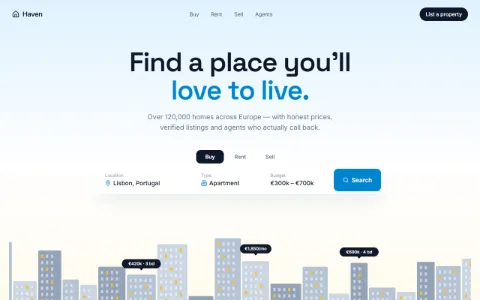 Haven
Buy
Rent
Sell
Agents
List a property
Find a place you'll
love to live.
Over 120,000 homes across Europe — with honest prices,
verified listings and agents who actually call back.
Buy
Rent
Sell
Location
Lisbon, Portugal
Type
Apartment
Budget
€300k – €700k
Search
€420k · 3 bd
€1,850/mo
€590k · 4 bd